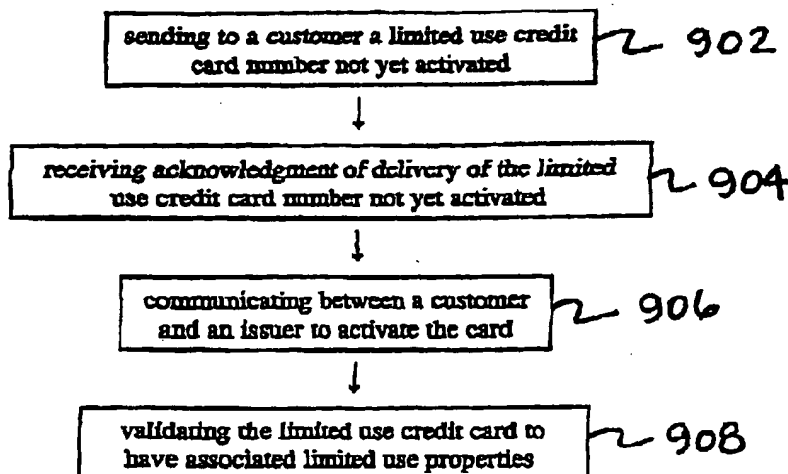 sending to a customer a limited use credit
card number not yet activated
902
receiving acknowledgment of delivery of the limited
use credit card number not yet activated
904
communicating between a customer
and an issuer to activate the card
906
validating the limited use credit card to
have associated limited use properties
908